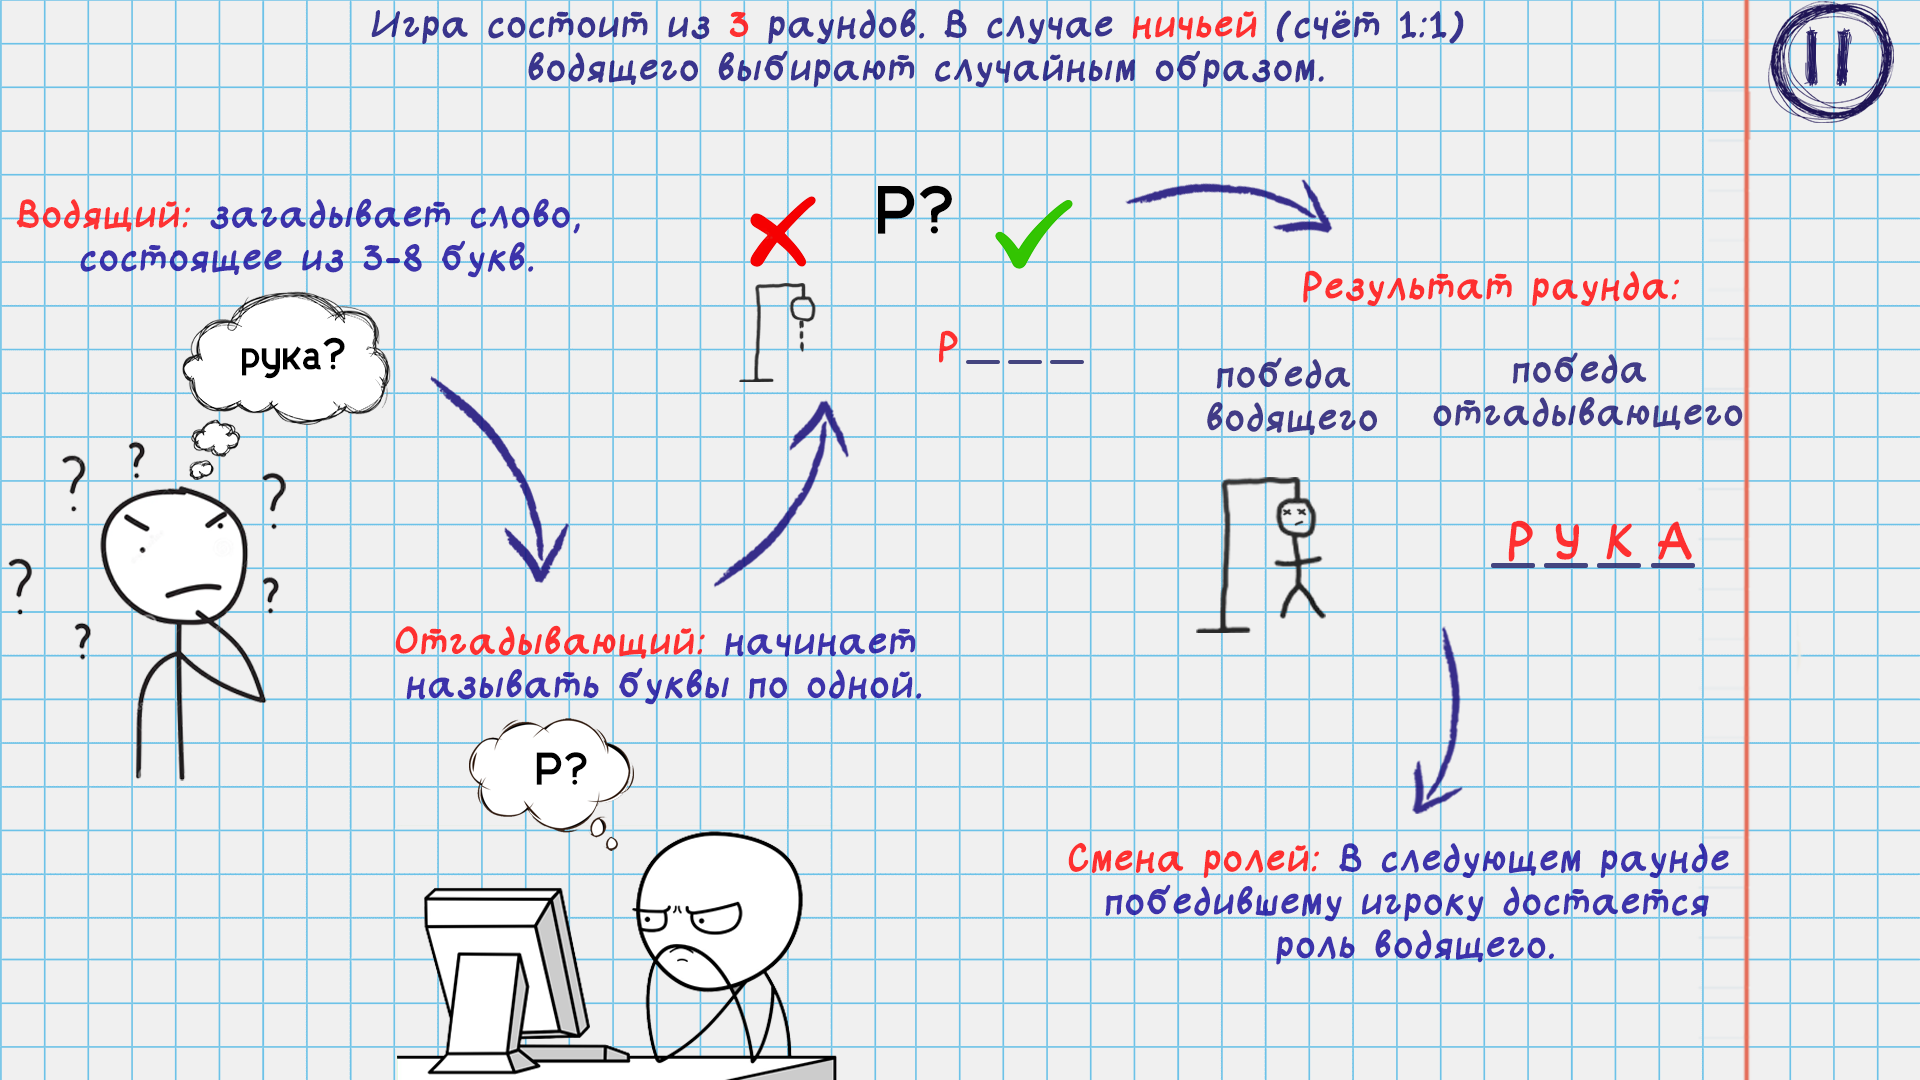 Игра состоит из 3 раундов. В случае ничьей (счёт 1:1)
водящего выбирают случайным образом.
Водящий: загадывает слово,
состоящее из 3-8 букв.
рука?
? ? ? ? ? ?
Отгадывающий: начинает
называть буквы по одной.
Р?
Р?
Р _ _ _
Результат раунда:
победа
водящего
победа
отгадывающего
Р У К А
Смена ролей: В следующем раунде
победившему игроку достается
роль водящего.